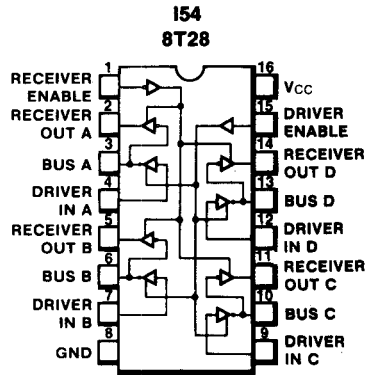 I54
8T28
1
RECEIVER
ENABLE
2
RECEIVER
OUT A
3
BUS A
4
DRIVER
IN A
5
RECEIVER
OUT B
6
BUS B
7
DRIVER
IN B
8
GND
16
VCC
15
DRIVER
ENABLE
14
RECEIVER
OUT D
13
BUS D
12
DRIVER
IN D
11
RECEIVER
OUT C
10
BUS C
9
DRIVER
IN C